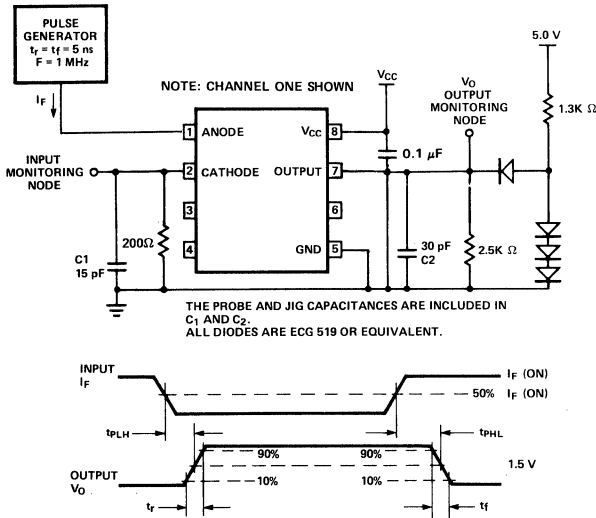 PULSE
GENERATOR
tr = tf = 5 ns
F = 1 MHz
5.0 V
IF
NOTE: CHANNEL ONE SHOWN
VCC
VO
OUTPUT
MONITORING
NODE
1.3K Ω
1 ANODE VCC 8
0.1 μF
INPUT
MONITORING
NODE
2 CATHODE OUTPUT 7
3 6
200Ω
4 GND 5
C1
15 pF
30 pF
C2
2.5K Ω
THE PROBE AND JIG CAPACITANCES ARE INCLUDED IN
C1 AND C2.
ALL DIODES ARE ECG 519 OR EQUIVALENT.
INPUT
IF
IF (ON)
50% IF (ON)
tPLH
tPHL
90% 90%
1.5 V
OUTPUT
VO
10% 10%
tr
tf